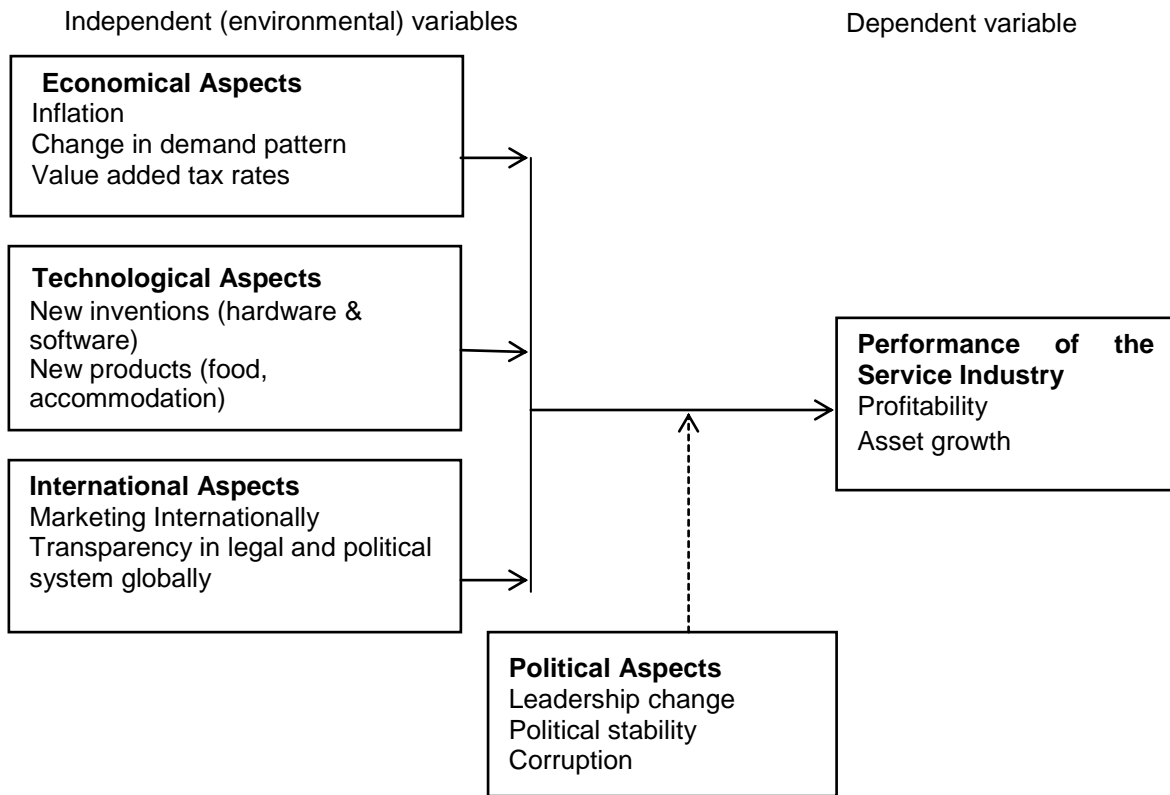 Independent (environmental) variables
Dependent variable
Economical Aspects
Inflation
Change in demand pattern
Value added tax rates
Technological Aspects
New inventions (hardware &
software)
New products (food,
accommodation)
International Aspects
Marketing Internationally
Transparency in legal and political
system globally
Performance of the
Service Industry
Profitability
Asset growth
Political Aspects
Leadership change
Political stability
Corruption